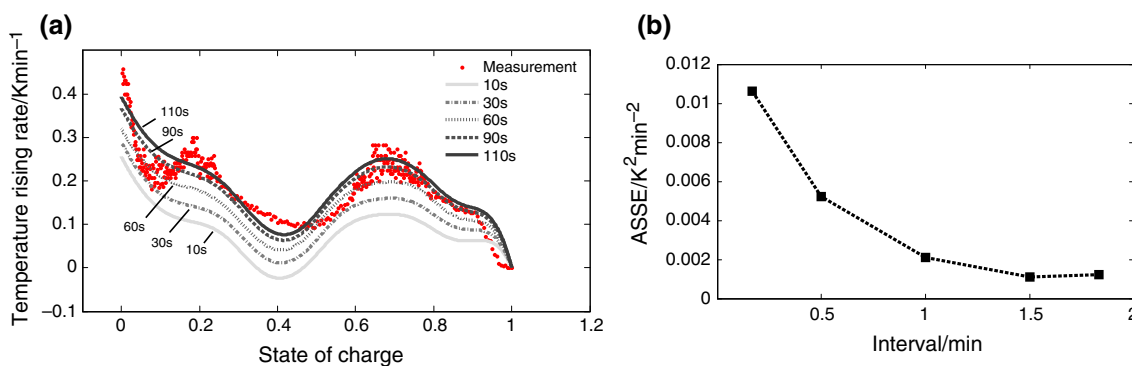 (a)
Temperature rising rate/Kmin⁻¹
0.4
0.3
0.2
0.1
0
−0.1
Measurement
10s
30s
60s
90s
110s
110s
90s
60s
30s
10s
0 0.2 0.4 0.6 0.8 1 1.2
State of charge
(b)
ASSE/K² min⁻²
0.012
0.01
0.008
0.006
0.004
0.002
0
0.5 1 1.5 2
Interval/min